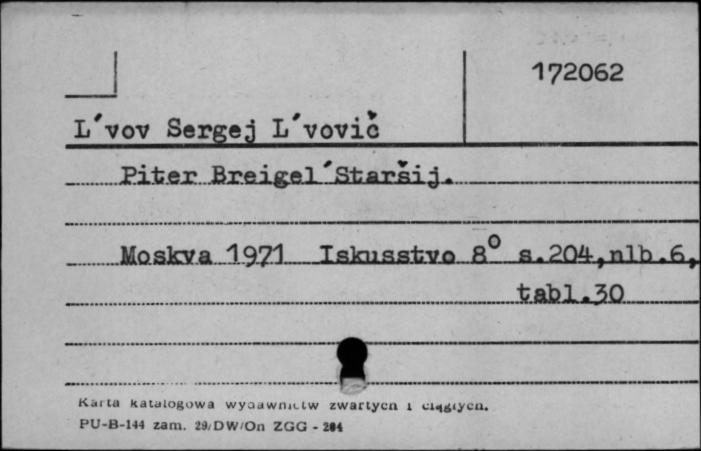 172062
L´vov Sergej L´vovič
Piter Breigel´Staršij.
Moskva 1971 Iskusstvo 8º s.204,nlb.6,
tabl.30
Karta katalogowa wydawnictw zwartych i ciągłych.
PU-B-144 zam. 29/DW/On ZGG - 204